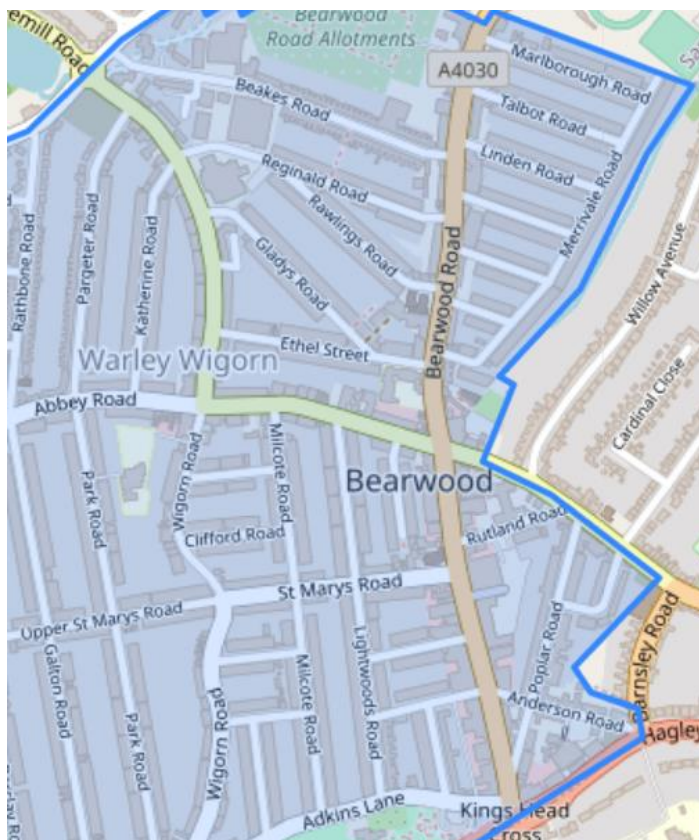 Bearwood
Road Allotments
emill Road
Marlborough Road
A4030
Talbot Road
Beakes Road
Linden Road
Reginald Road
Rawlings Road
Merrivale Road
Rathbone Road
Pargeter Road
Katherine Road
Gladys Road
Bearwood Road
Willow Avenue
Ethel Street
Warley Wigorn
Cardinal Close
Abbey Road
Milcote Road
Wigorn Road
Park Road
Bearwood
Clifford Road
Rutland Road
St Marys Road
Upper St Marys Road
Galton Road
Park Road
Wigorn Road
Milcote Road
Lightwoods Road
Poplar Road
Barnsley Road
Anderson Road
Hagley
Adkins Lane
Kings Head
Cross